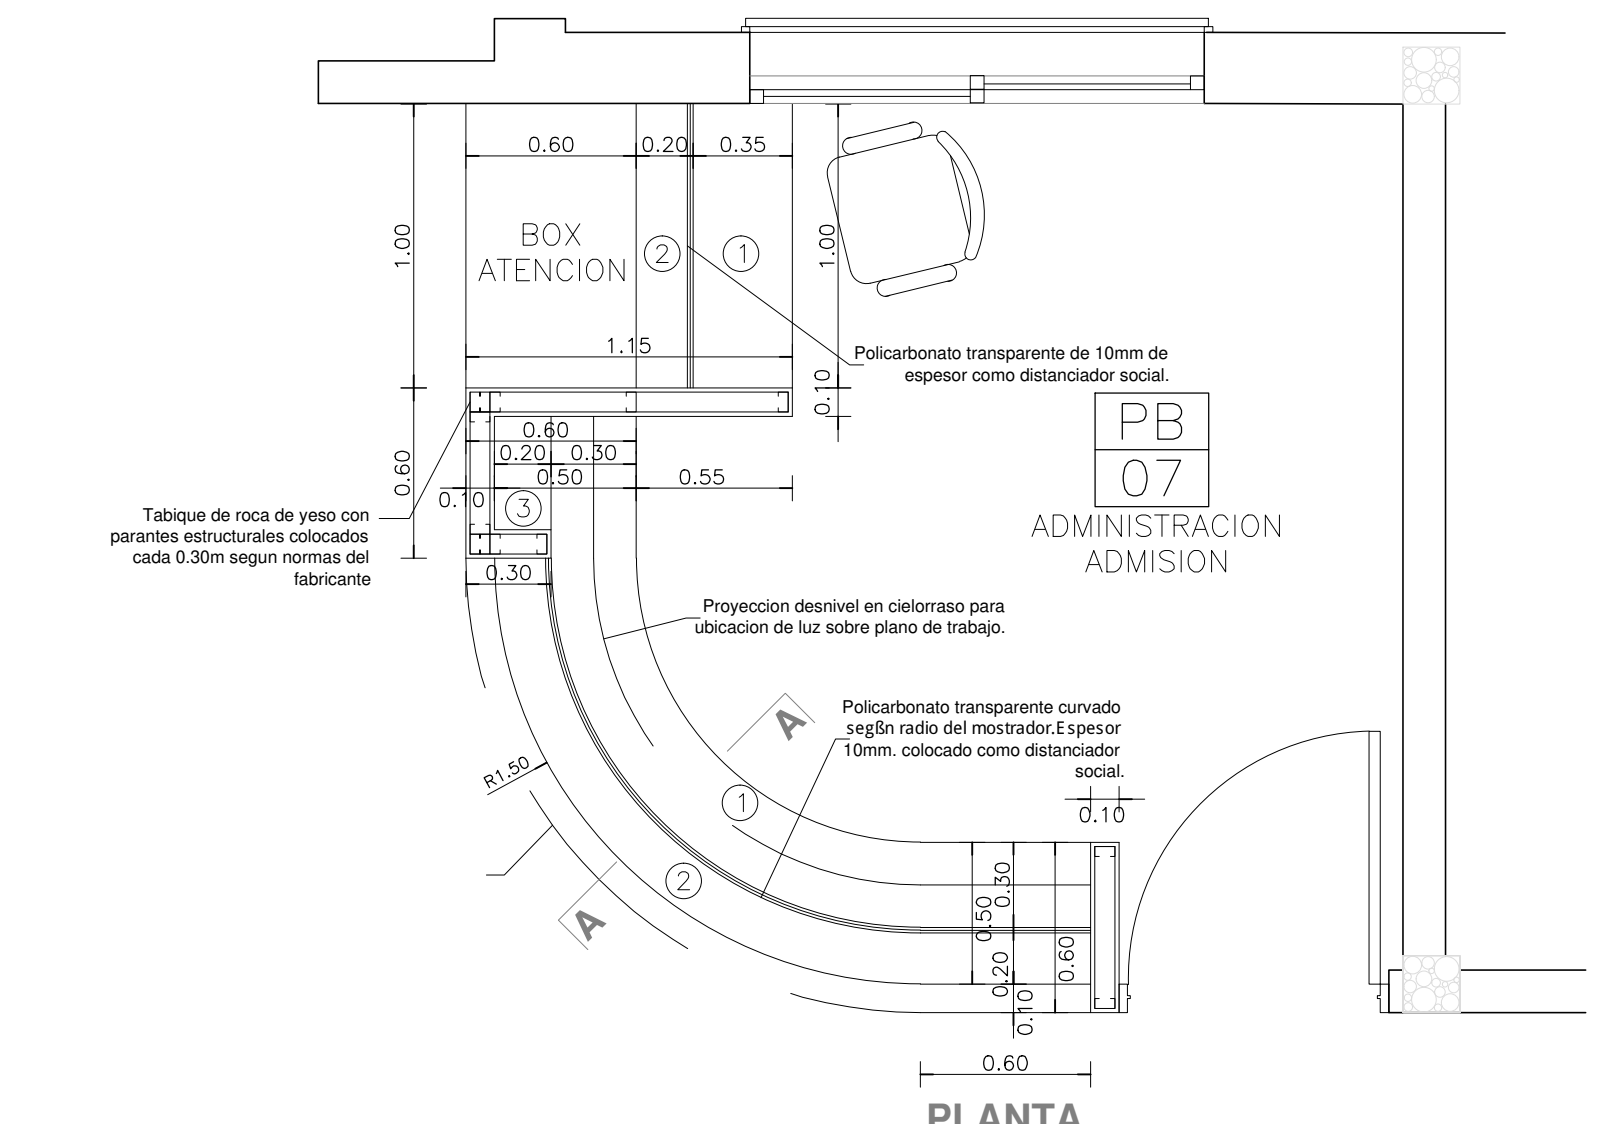 0.60
0.20
0.35
1.00
BOX
ATENCION
2
1
1.00
1.15
Policarbonato transparente de 10mm de
espesor como distanciador social.
0.10
PB
07
ADMINISTRACION
ADMISION
0.60
0.20
0.30
0.50
0.55
0.60
0.10
3
Tabique de roca de yeso con
parantes estructurales colocados
cada 0.30m segun normas del
fabricante
0.30
Proyeccion desnivel en cielorraso para
ubicacion de luz sobre plano de trabajo.
A
Policarbonato transparente curvado
segßn radio del mostrador.Espesor
10mm. colocado como distanciador
social.
R1.50
1
0.10
2
A
0.30
0.50
0.20
0.60
0.10
0.60
PLANTA